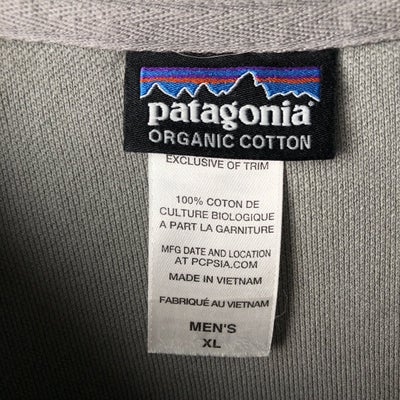 patagonia
ORGANIC COTTON
EXCLUSIVE OF TRIM
100% COTON DE
CULTURE BIOLOGIQUE
A PART LA GARNITURE
MFG DATE AND LOCATION
AT PCPSIA.COM
MADE IN VIETNAM
FABRIQUÉ AU VIETNAM
MEN'S
XL